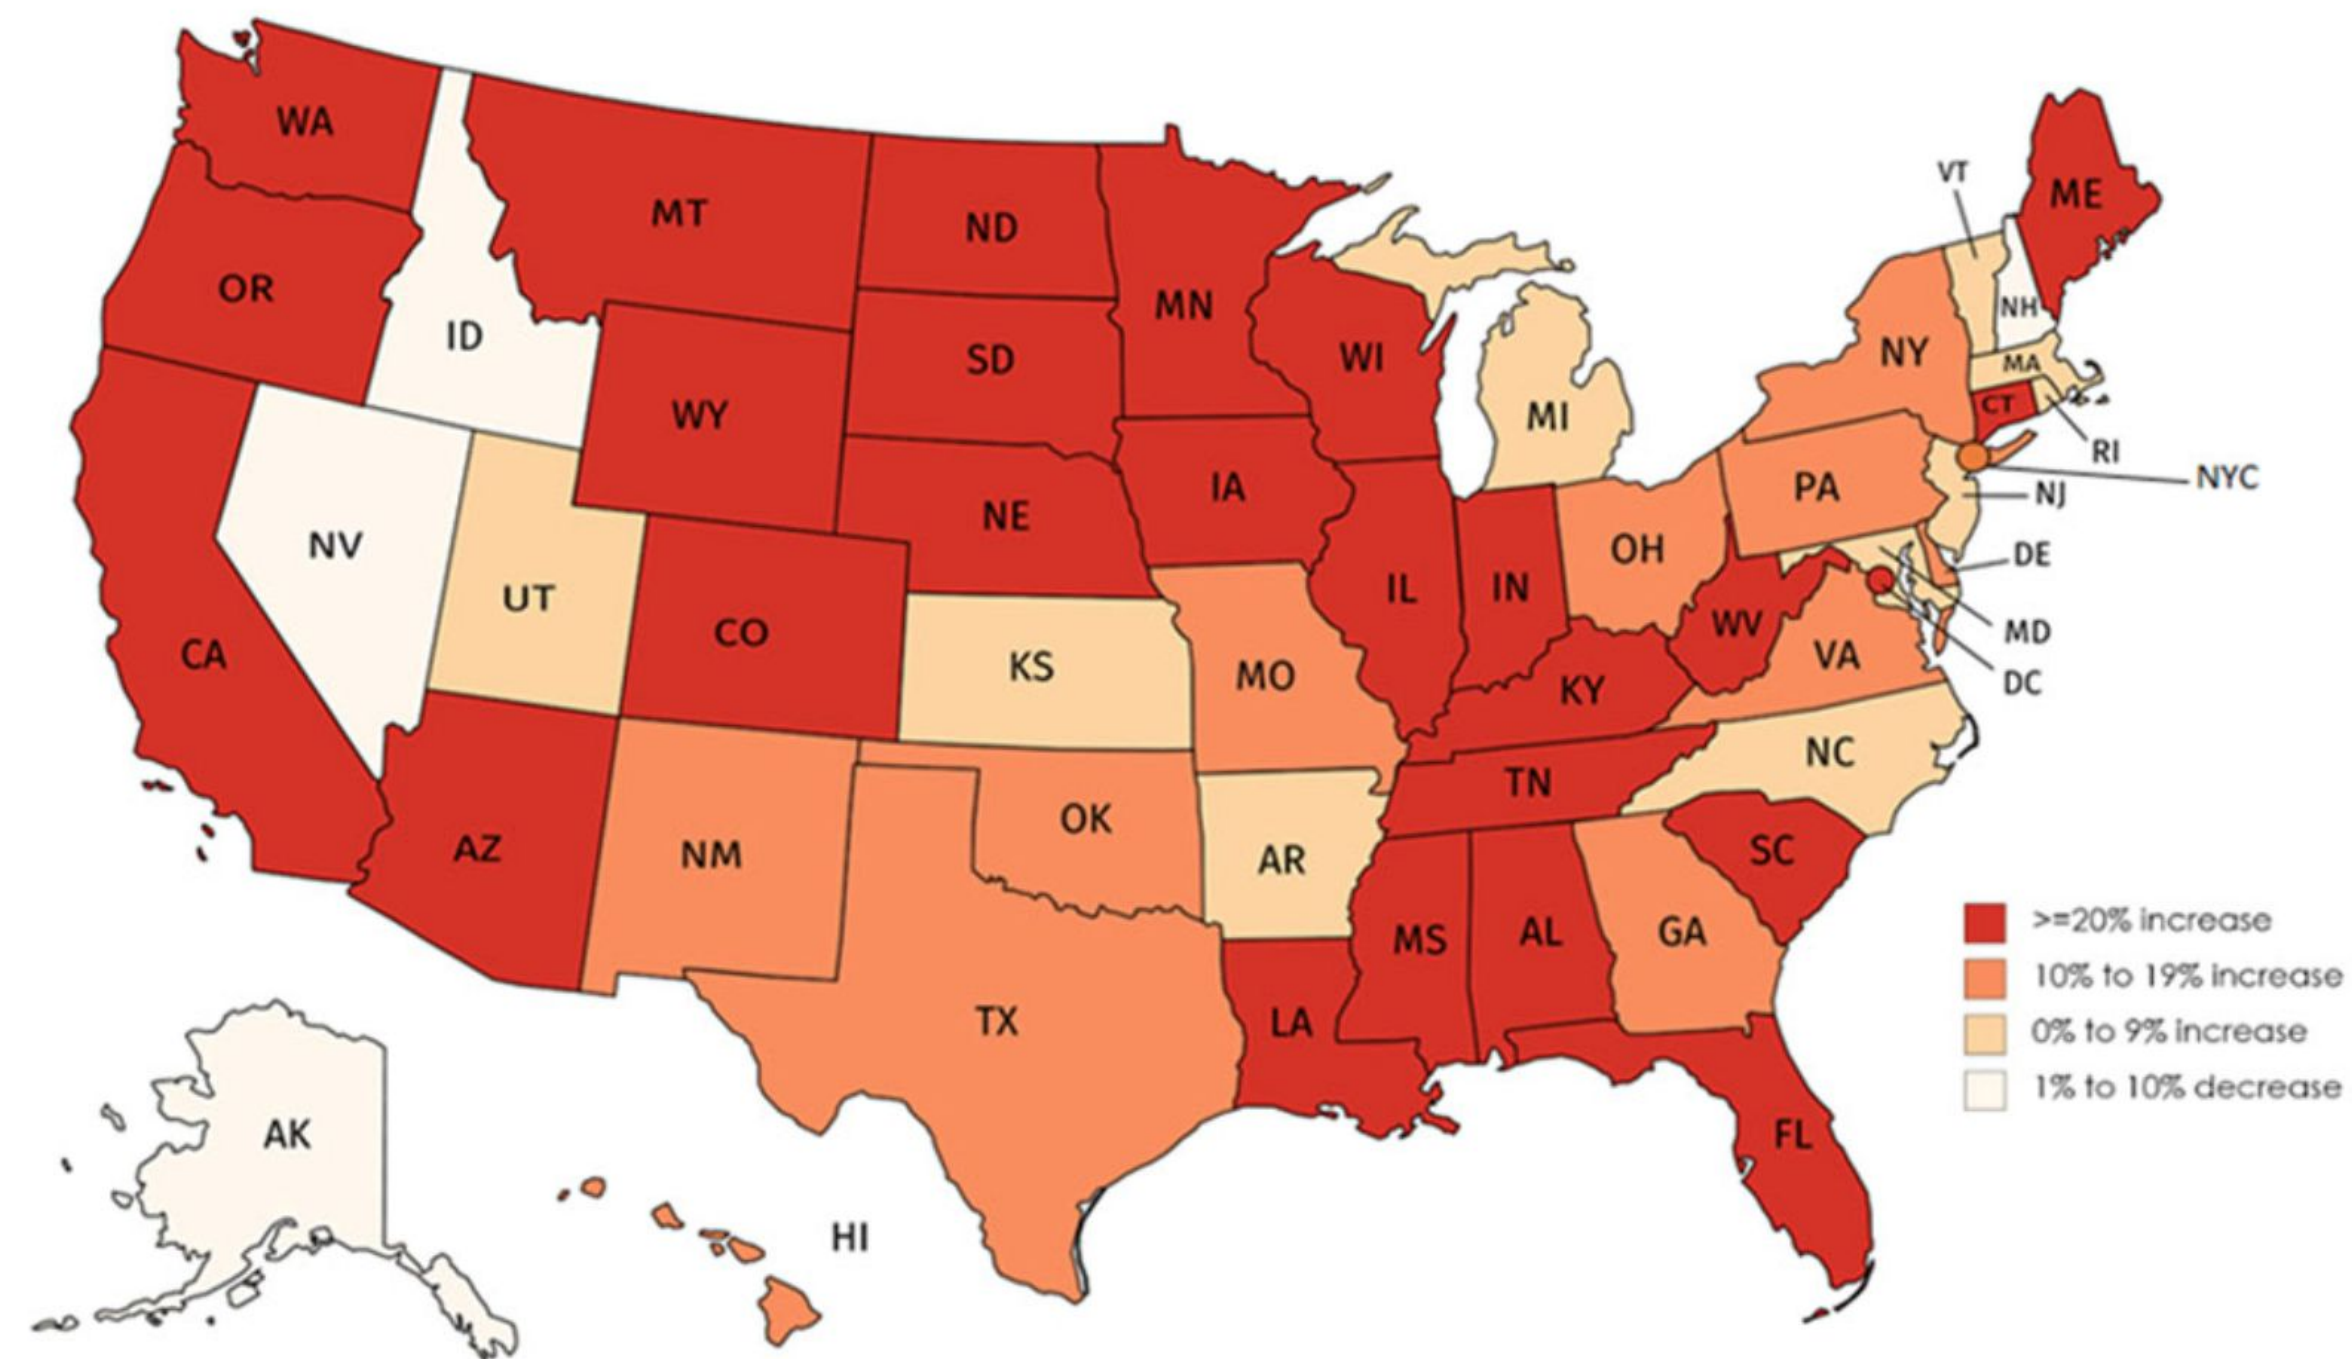 WA
MT
ND
MN
VT
ME
OR
ID
SD
WI
NH
NY
MA
WY
MI
CT
RI
IA
NYC
NE
PA
NJ
NV
OH
DE
UT
IL
IN
CO
WV
MD
CA
KS
MO
VA
KY
DC
NC
TN
OK
AZ
NM
AR
SC
MS
AL
GA
>=20% increase
10% to 19% increase
TX
LA
0% to 9% increase
1% to 10% decrease
AK
FL
HI